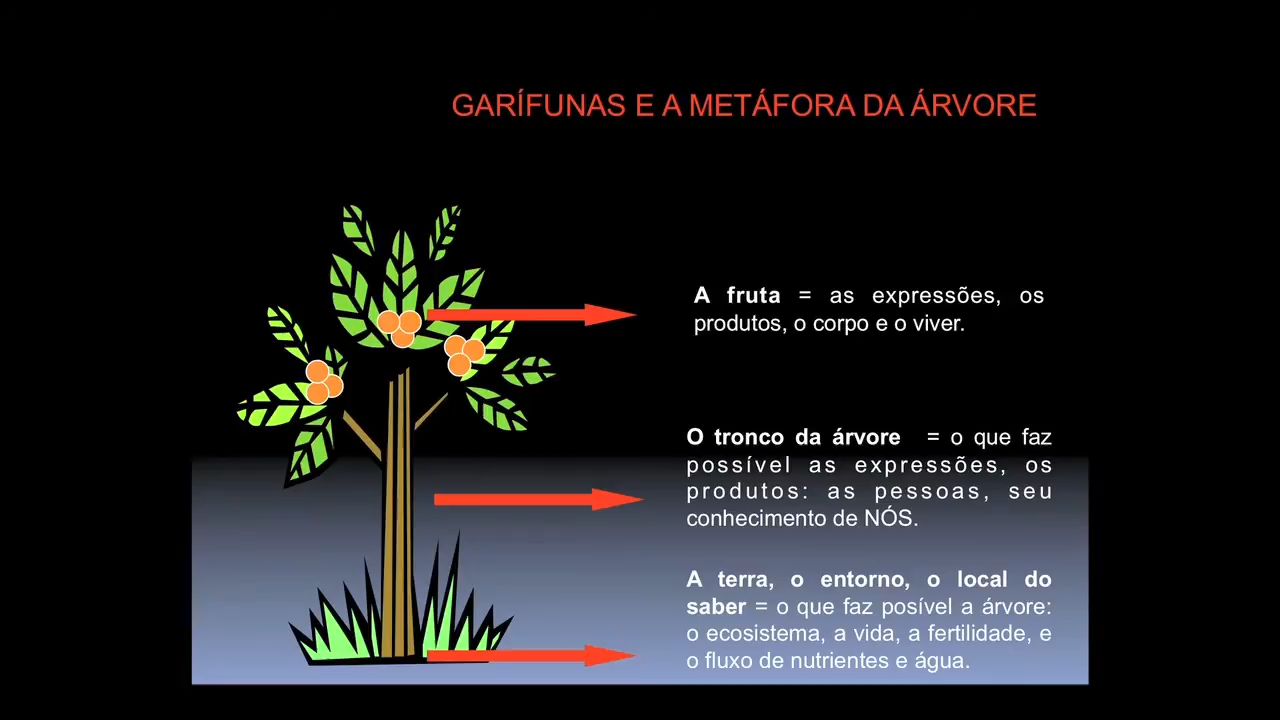 GARÍFUNAS E A METÁFORA DA ÁRVORE
A fruta = as expressões, os
produtos, o corpo e o viver.
O tronco da árvore = o que faz
possível as expressões, os
produtos: as pessoas, seu
conhecimento de NÓS.
A terra, o entorno, o local do
saber = o que faz posível a árvore:
o ecosistema, a vida, a fertilidade, e
o fluxo de nutrientes e água.